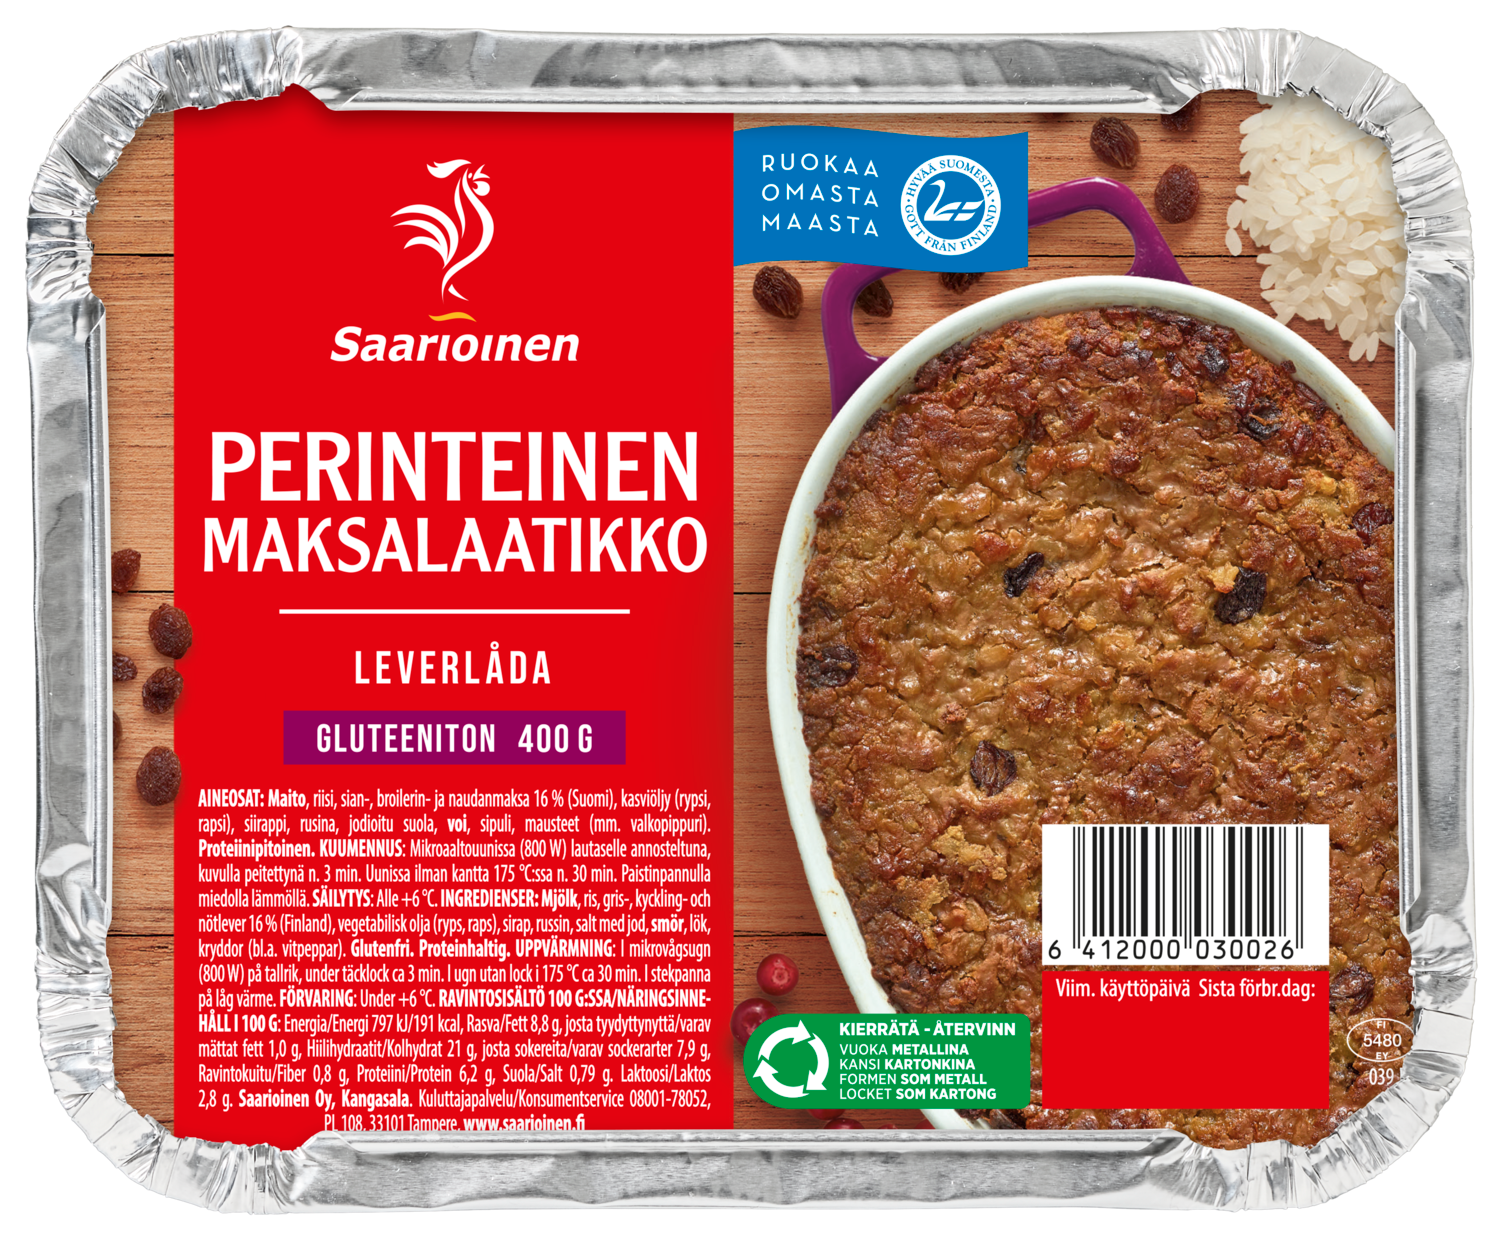 Saarioinen
PERINTEINEN
MAKSALAATIKKO
LEVERLÅDA
GLUTEENITON 400 G
AINEOSAT: Maito, riisi, sian-, broilerin- ja naudanmaksa 16 % (Suomi), kasviöljy (rypsi,
rapsi), siirappi, rusina, jodioitu suola, voi, sipuli, mausteet (mm. valkopippuri).
Proteiinipitoinen. KUUMENNUS: Mikroaaltouunissa (800 W) lautaselle annosteltuna,
kuvulla peitettynä n. 3 min. Uunissa ilman kantta 175 °C:ssa n. 30 min. Paistinpannulla
miedolla lämmöllä. SÄILYTYS: Alle +6 °C. INGREDIENSER: Mjölk, ris, gris-, kyckling- och
nötlever 16 % (Finland), vegetabilisk olja (ryps, raps), sirap, russin, salt med jod, smör, lök,
kryddor (bl.a. vitpeppar). Glutenfri. Proteinhaltig. UPPVÄRMNING: I mikrovågsugn
(800 W) på tallrik, under täcklock ca 3 min. I ugn utan lock i 175 °C ca 30 min. I stekpanna
på låg värme. FÖRVARING: Under +6 °C. RAVINTOSISÄLTÖ 100 G:SSA/NÄRINGSINNE-
HÅLL I 100 G: Energia/Energi 797 kJ/191 kcal, Rasva/Fett 8,8 g, josta tyydyttynyttä/varav
mättat fett 1,0 g, Hiilihydraatit/Kolhydrat 21 g, josta sokereita/varav sockerarter 7,9 g,
Ravintokuitu/Fiber 0,8 g, Proteiini/Protein 6,2 g, Suola/Salt 0,79 g. Laktoosi/Laktos
2,8 g. Saarioinen Oy, Kangasala. Kuluttajapalvelu/Konsumentservice 08001-78052,
PL 108, 33101 Tampere. www.saarioinen.fi
RUOKAA
OMASTA
MAASTA
HYVÄÄ SUOMESTA
GOTT FRÅN FINLAND
6 412000 030026
Viim. käyttöpäivä Sista förbr.dag:
KIERRÄTÄ - ÅTERVINN
VUOKA METALLINA
KANSI KARTONKINA
FORMEN SOM METALL
LOCKET SOM KARTONG
FI
5480
EY
039